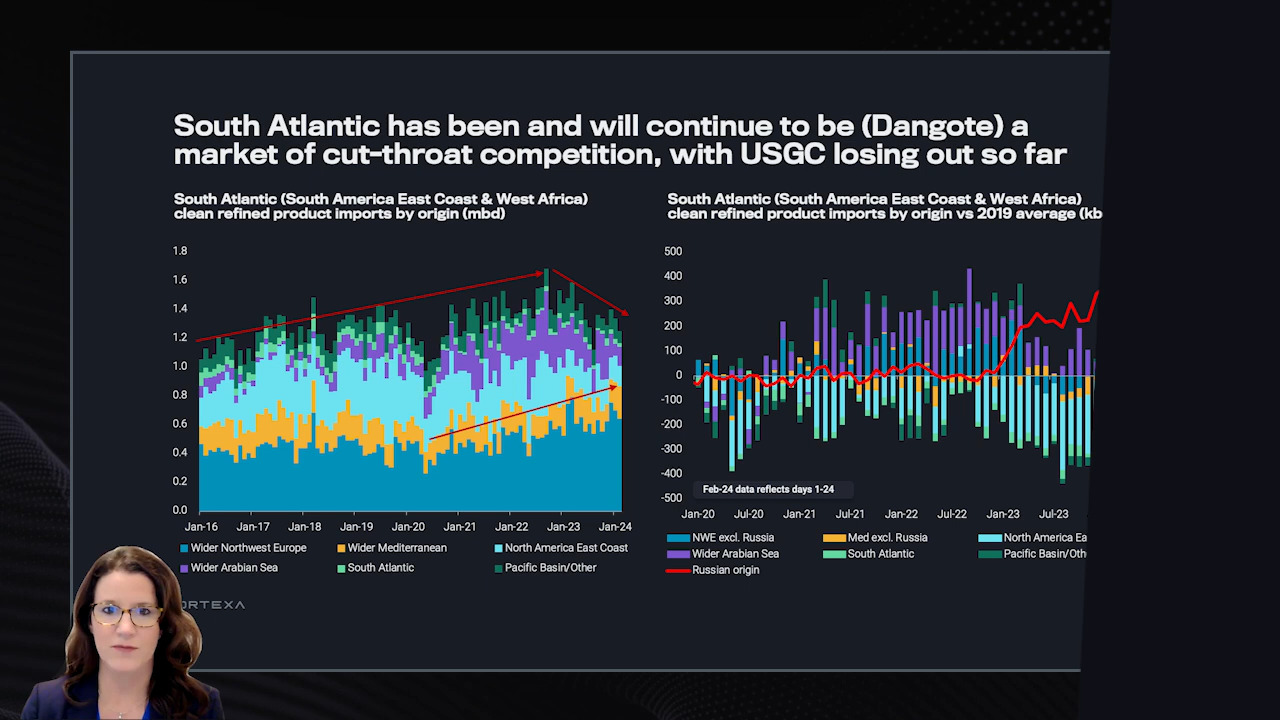 South Atlantic has been and will continue to be (Dangote) a
market of cut-throat competition, with USGC losing out so far
South Atlantic (South America East Coast & West Africa)
clean refined product imports by origin (mbd)
1.8
1.6
1.4
1.2
1.0
0.8
0.6
0.4
0.2
0.0
Jan-16 Jan-17 Jan-18 Jan-19 Jan-20 Jan-21 Jan-22 Jan-23 Jan-24
Wider Northwest Europe Wider Mediterranean North America East Coast
Wider Arabian Sea South Atlantic Pacific Basin/Other
South Atlantic (South America East Coast & West Africa)
clean refined product imports by origin vs 2019 average (kb
500
400
300
200
100
0
-100
-200
-300
-400
-500
Feb-24 data reflects days 1-24
Jan-20 Jul-20 Jan-21 Jul-21 Jan-22 Jul-22 Jan-23 Jul-23
NWE excl. Russia Med excl. Russia North America Ea
Wider Arabian Sea South Atlantic Pacific Basin/Oth
Russian origin
ORTEXA